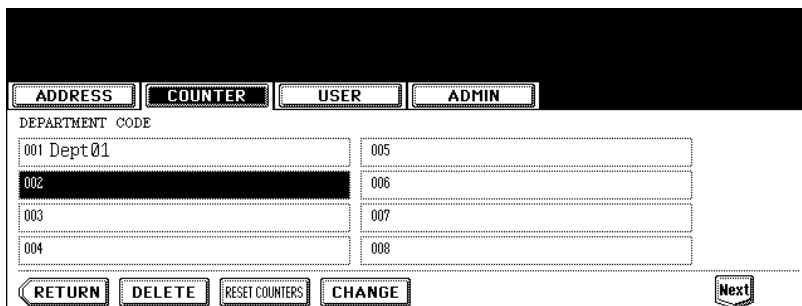 ADDRESS COUNTER USER ADMIN
DEPARTMENT CODE
001 Dept01 005
002 006
003 007
004 008
RETURN DELETE RESET COUNTERS CHANGE Next